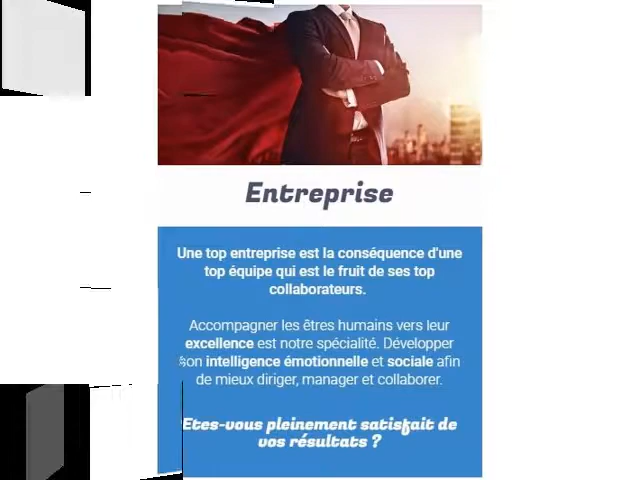 Entreprise
Une top entreprise est la conséquence d'une
top équipe qui est le fruit de ses top
collaborateurs.
Accompagner les êtres humains vers leur
excellence est notre spécialité. Développer
son intelligence émotionnelle et sociale afin
de mieux diriger, manager et collaborer.
Etes-vous pleinement satisfait de
vos résultats ?